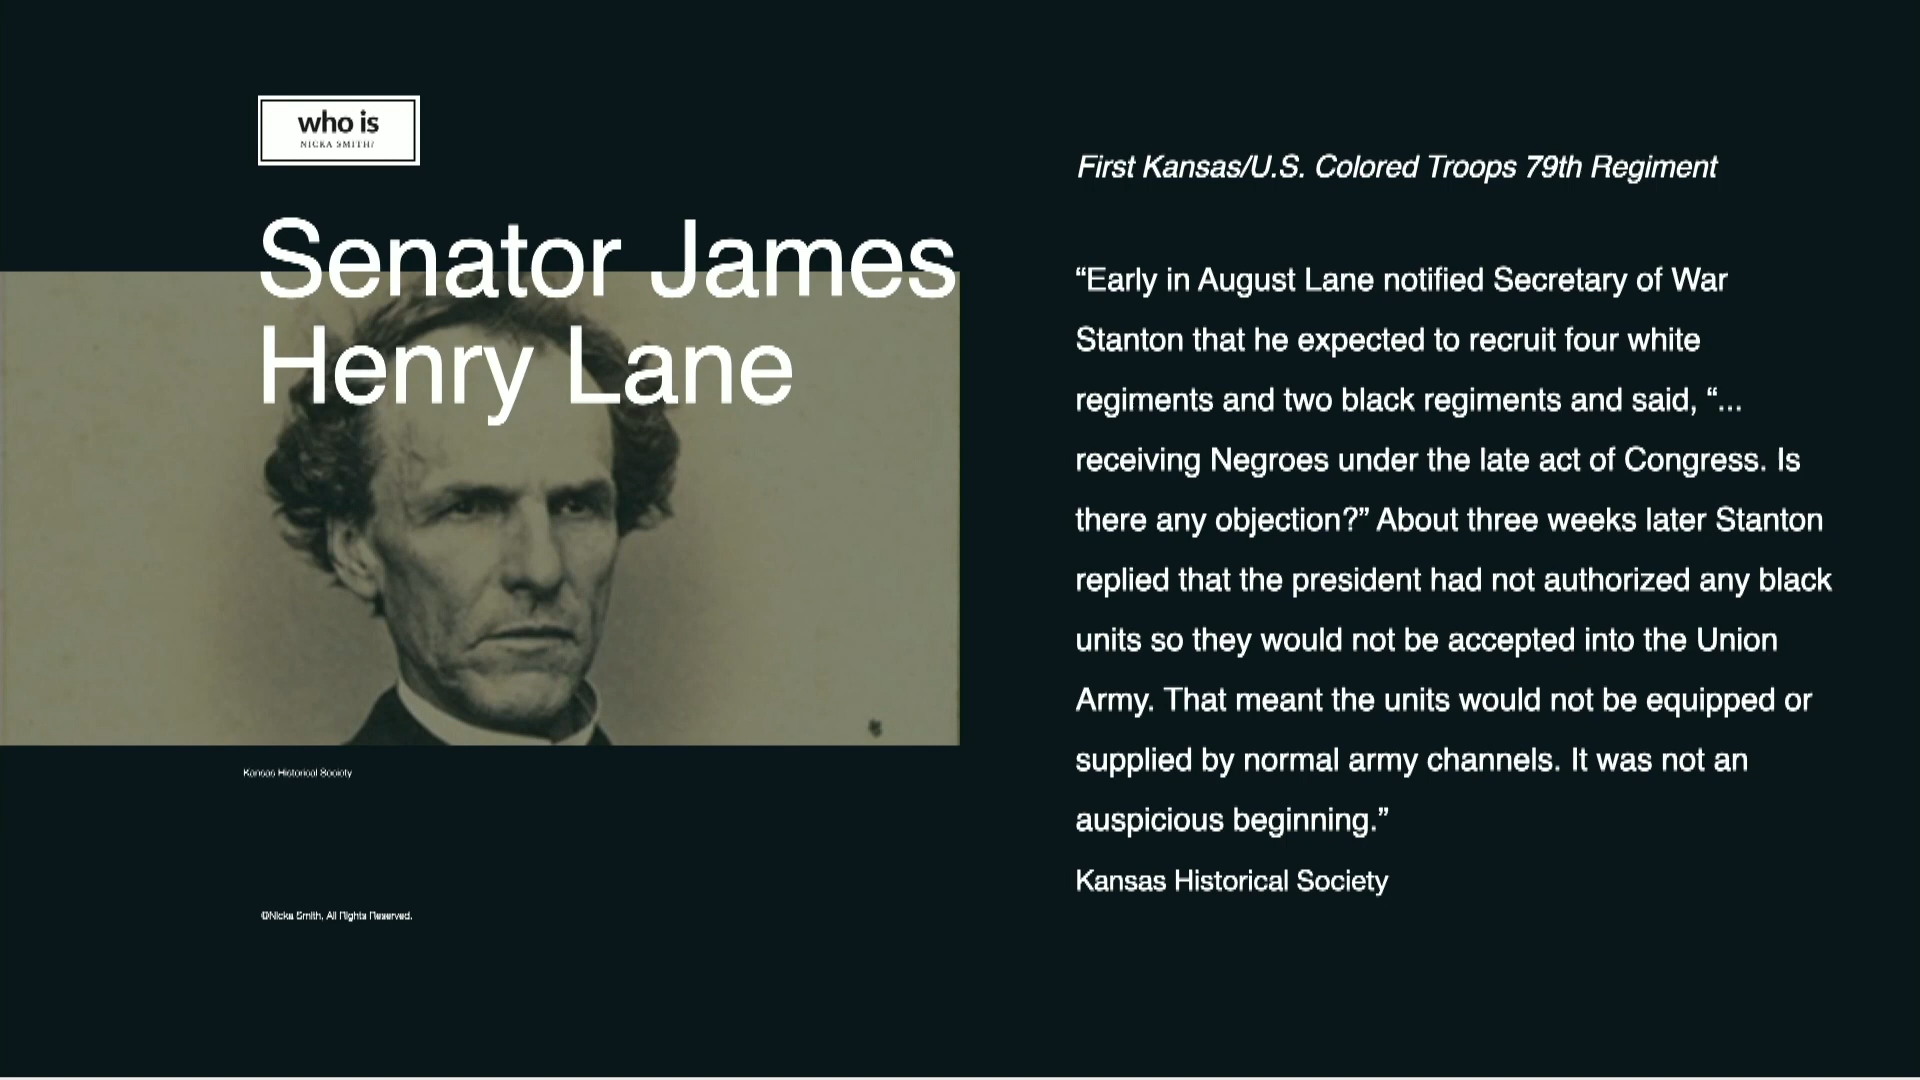 who is
NICKA SMITH?
Senator James
Henry Lane
Kansas Historical Society
©Nicka Smith, All Rights Reserved.
First Kansas/U.S. Colored Troops 79th Regiment
“Early in August Lane notified Secretary of War
Stanton that he expected to recruit four white
regiments and two black regiments and said, “...
receiving Negroes under the late act of Congress. Is
there any objection?” About three weeks later Stanton
replied that the president had not authorized any black
units so they would not be accepted into the Union
Army. That meant the units would not be equipped or
supplied by normal army channels. It was not an
auspicious beginning.”
Kansas Historical Society